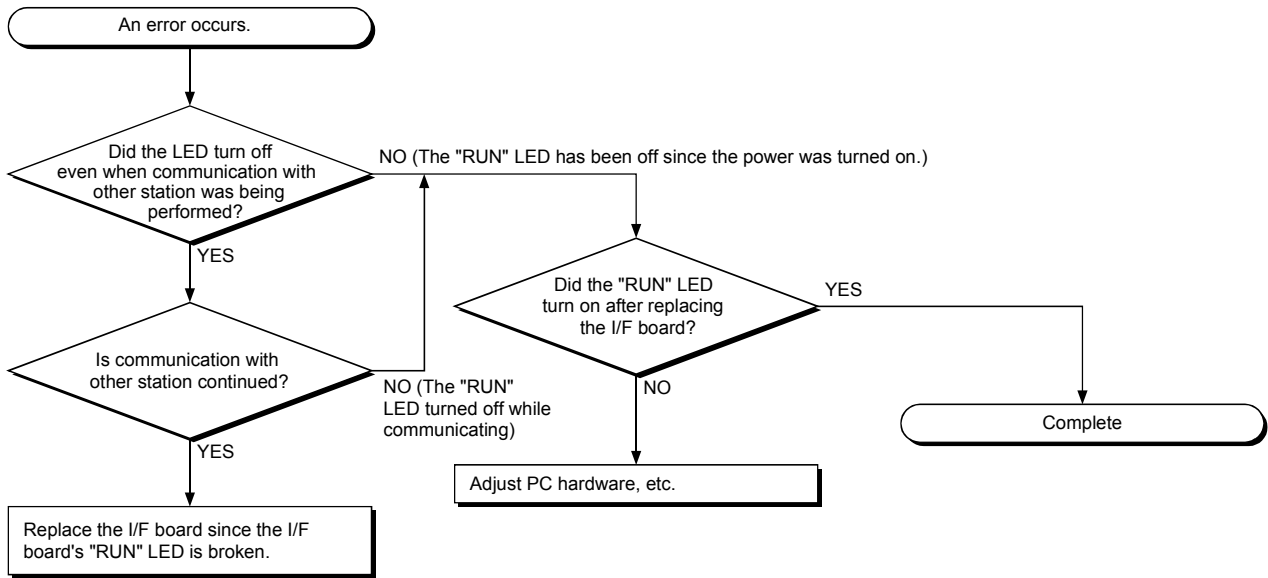 An error occurs.
Did the LED turn off
even when communication with
other station was being
performed?
NO (The "RUN" LED has been off since the power was turned on.)
YES
Is communication with
other station continued?
NO (The "RUN"
LED turned off while
communicating)
YES
Replace the I/F board since the I/F
board's "RUN" LED is broken.
Did the "RUN" LED
turn on after replacing
the I/F board?
YES
NO
Adjust PC hardware, etc.
Complete